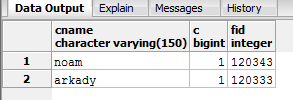 Data Output Explain Messages History
cname c fid
character varying(150) bigint integer
1 noam 1 120343
2 arkady 1 120333